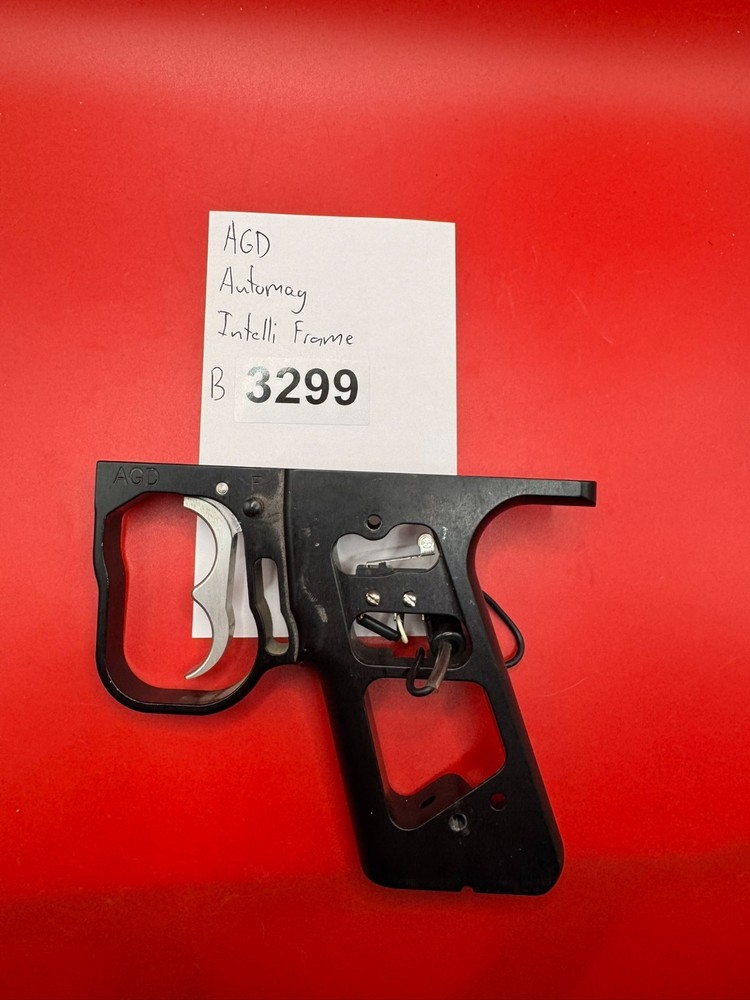 AGD
Automag
Intelli Frame
B 3299
AGD F